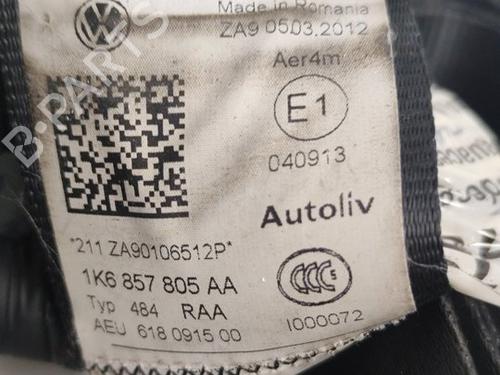 Made in Romania
ZA9 05.03.2012
Aer4m
E1
040913
Autoliv
*211 ZA90106512P*
1K6 857 805 AA
Typ 484 RAA
AEU 618 0915 00
CCC S
I000072
B-PARTS